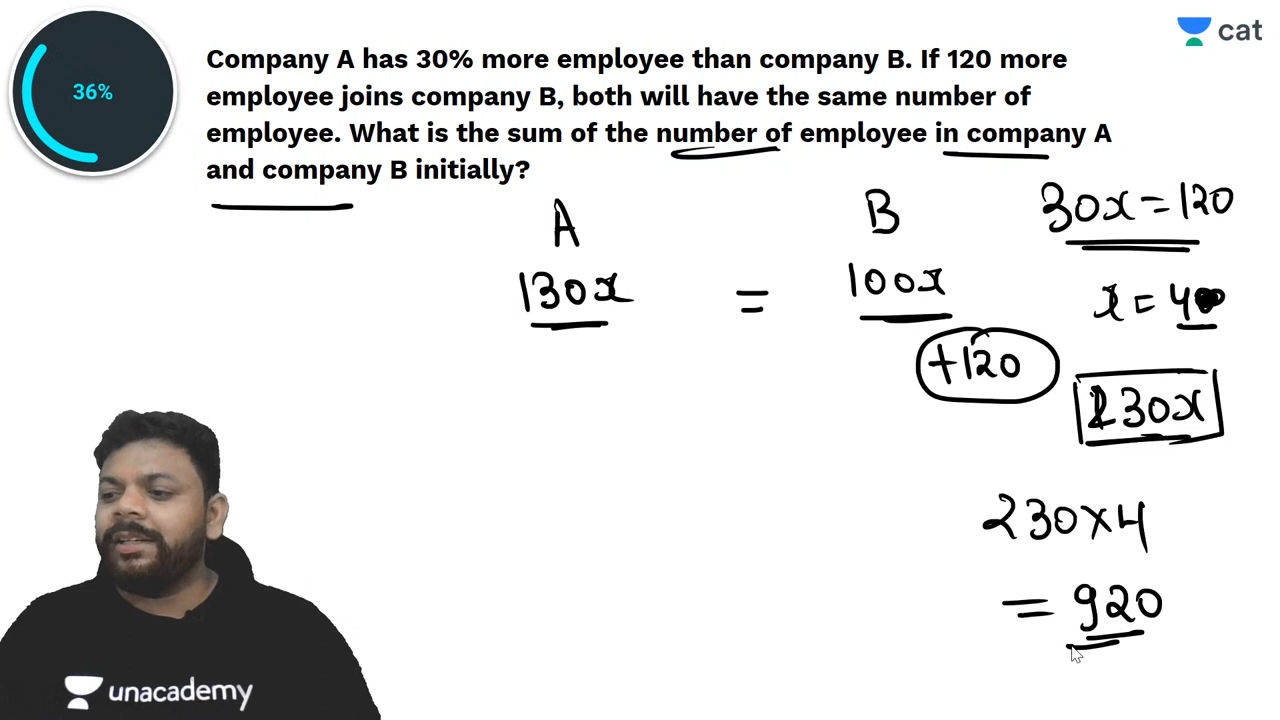 cat
36%
Company A has 30% more employee than company B. If 120 more
employee joins company B, both will have the same number of
employee. What is the sum of the number of employee in company A
and company B initially?
A B 30x=120
130x = 100x
x=4
+120
230x
230x4
=920
unacademy